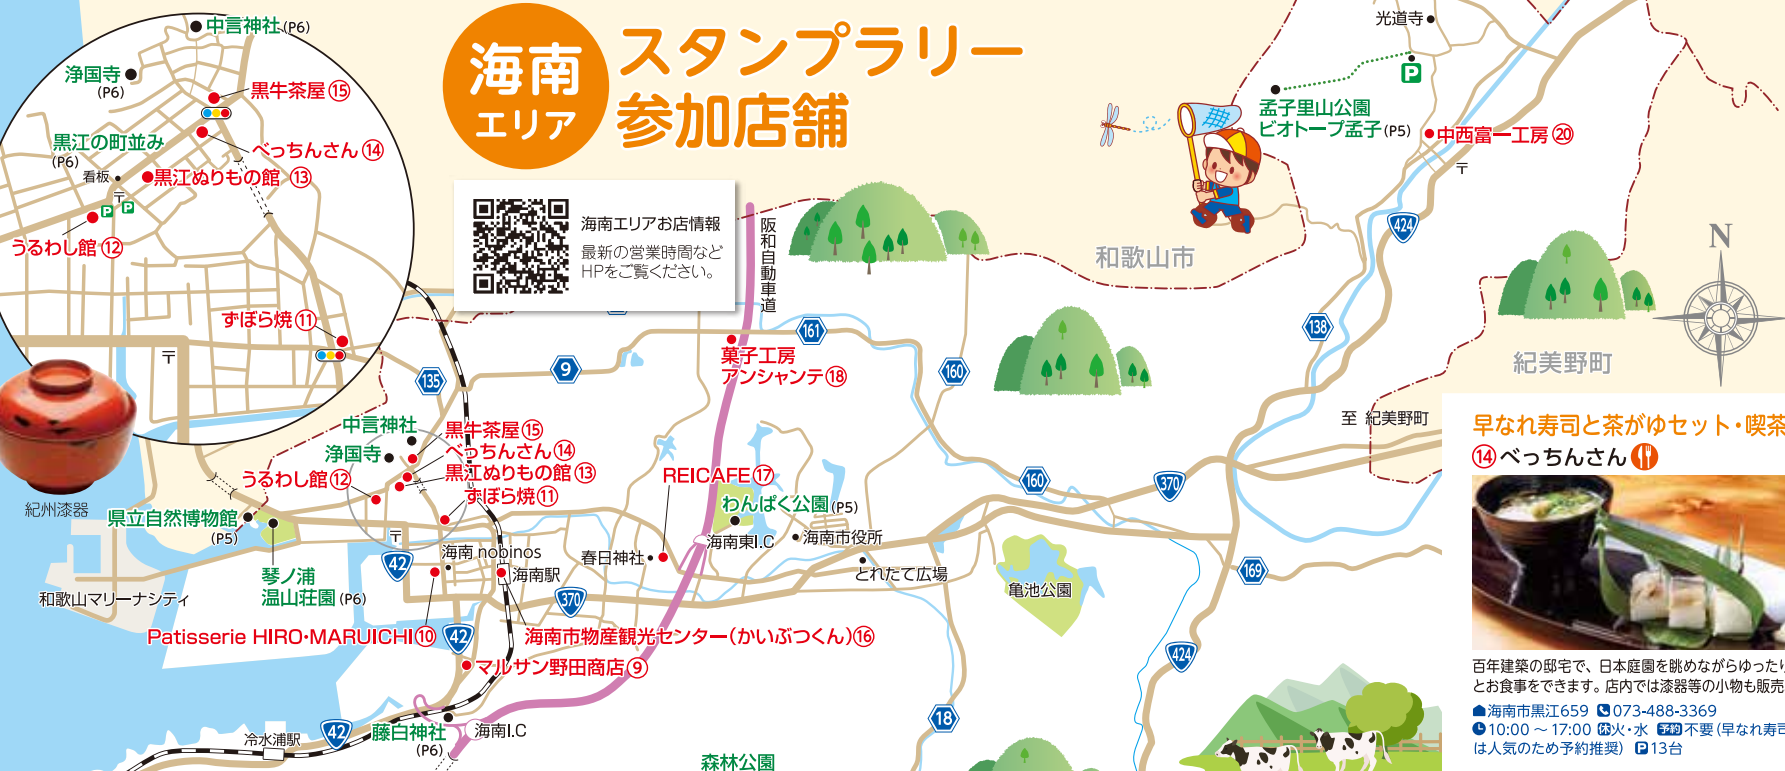 海南
エリア
スタンプラリー
参加店舗
海南エリアお店情報
最新の営業時間など
HPをご覧ください。
中言神社(P6)
浄国寺
(P6)
黒牛茶屋⑮
黒江の町並み
(P6)
べっちんさん⑭
看板
黒江ぬりもの館⑬
〒
P
P
うるわし館⑫
ずぼら焼⑪
〒
紀州漆器
阪和自動車道
光道寺
P
孟子里山公園
ビオトープ孟子(P5)
中西富一工房⑳
〒
424
和歌山市
N
紀美野町
138
161
9
135
160
菓子工房
アンシャンテ⑱
至 紀美野町
中言神社
浄国寺
黒牛茶屋⑮
べっちんさん⑭
黒江ぬりもの館⑬
うるわし館⑫
ずぼら焼⑪
REICAFE⑰
わんぱく公園(P5)
160
370
県立自然博物館
(P5)
〒
42
海南 nobinos
春日神社
海南東I.C
海南市役所
とれたて広場
海南駅
琴ノ浦
温山荘園(P6)
和歌山マリーナシティ
370
亀池公園
169
Patisserie HIRO・MARUICHI⑩
42
海南市物産観光センター(かいぶつくん)⑯
マルサン野田商店⑨
424
42
藤白神社
(P6)
海南I.C
冷水浦駅
18
森林公園
早なれ寿司と茶がゆセット・喫茶
⑭べっちんさん
百年建築の邸宅で、日本庭園を眺めながらゆったり
とお食事をできます。店内では漆器等の小物も販売
海南市黒江659 073-488-3369
10:00 ～ 17:00 休火・水 予約不要(早なれ寿司
は人気のため予約推奨) P13台